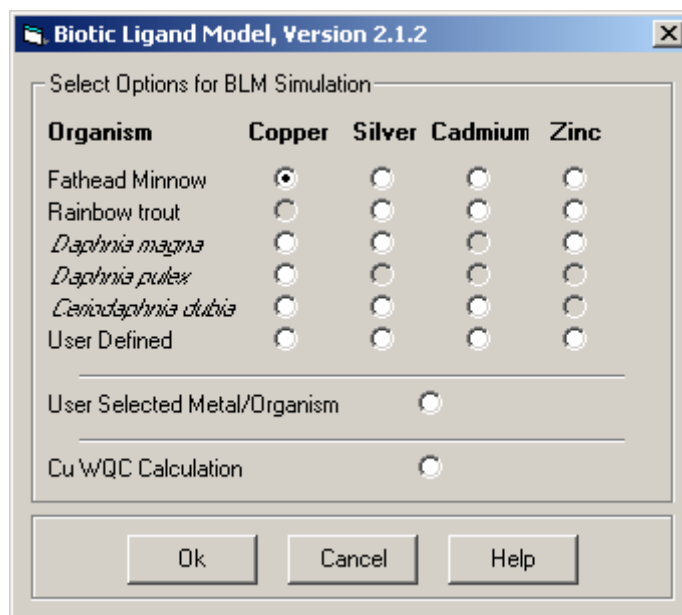 Biotic Ligand Model, Version 2.1.2
Select Options for BLM Simulation
Organism Copper Silver Cadmium Zinc
Fathead Minnow
Rainbow trout
Daphnia magna
Daphnia pulex
Ceriodaphnia dubia
User Defined
User Selected Metal/Organism
Cu WQC Calculation
Ok Cancel Help